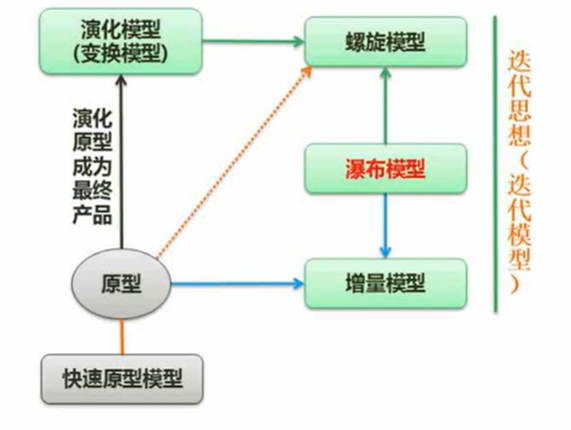 演化模型
(变换模型)
螺旋模型
演化
原型
成为
最终
产品
瀑布模型
原型
增量模型
快速原型模型
迭代思想(迭代模型)